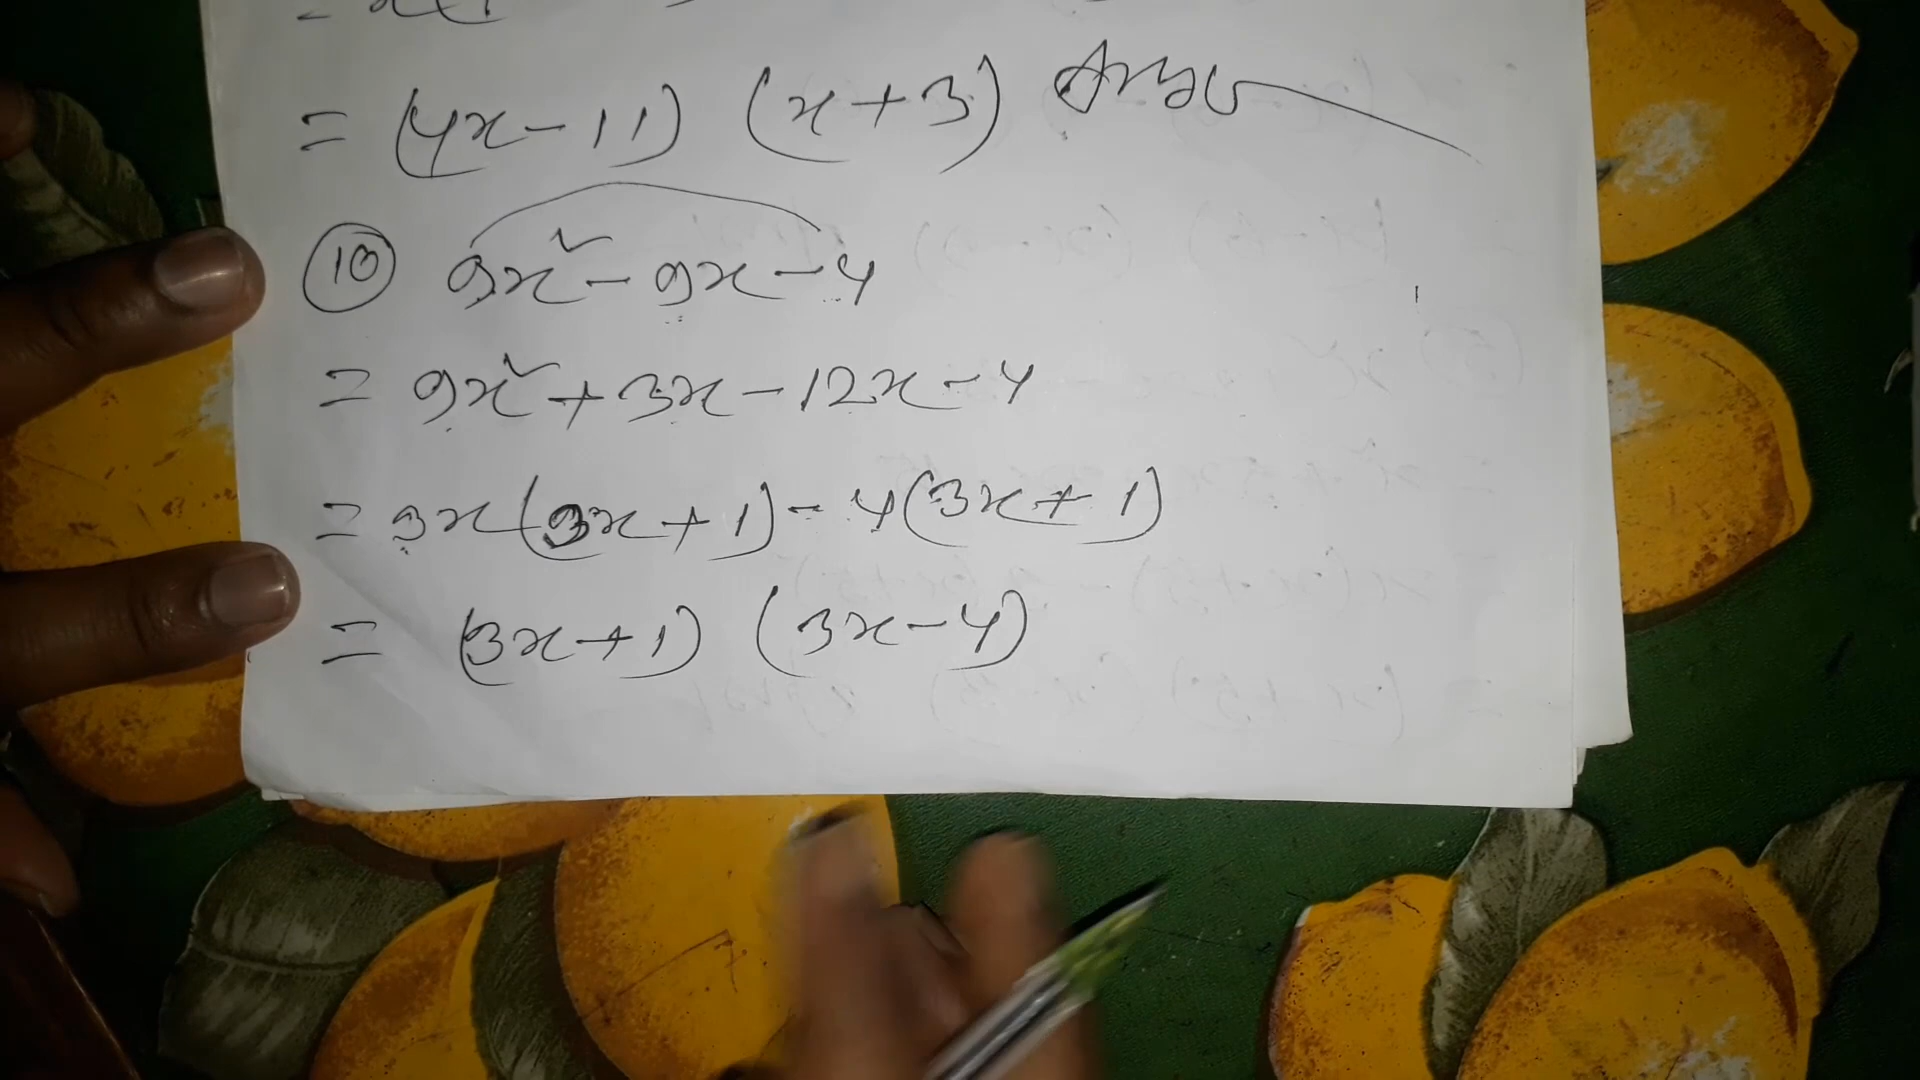 = (4x-11) (x+3) Ans
(10) 9x²-9x-4
= 9x²+3x-12x-4
= 3x(3x+1)-4(3x+1)
= (3x+1) (3x-4)